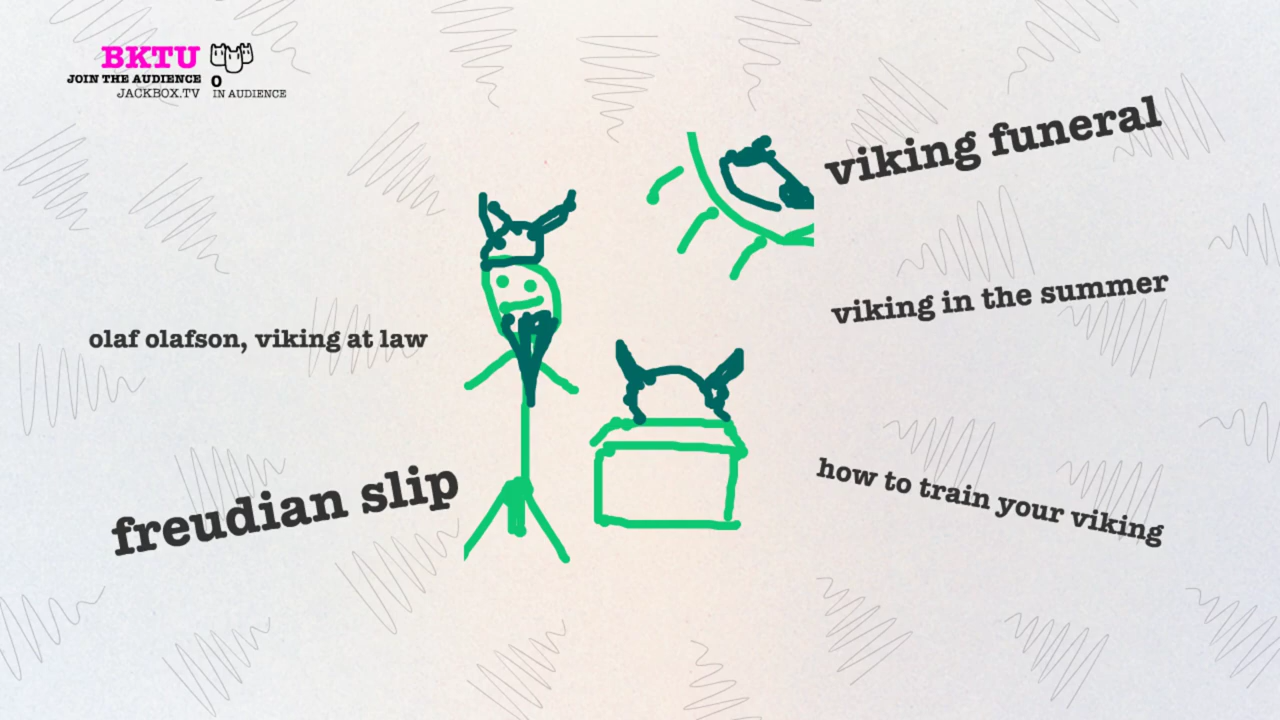 BKTU
JOIN THE AUDIENCE
JACKBOX.TV
0
IN AUDIENCE
viking funeral
viking in the summer
olaf olafson, viking at law
freudian slip
how to train your viking